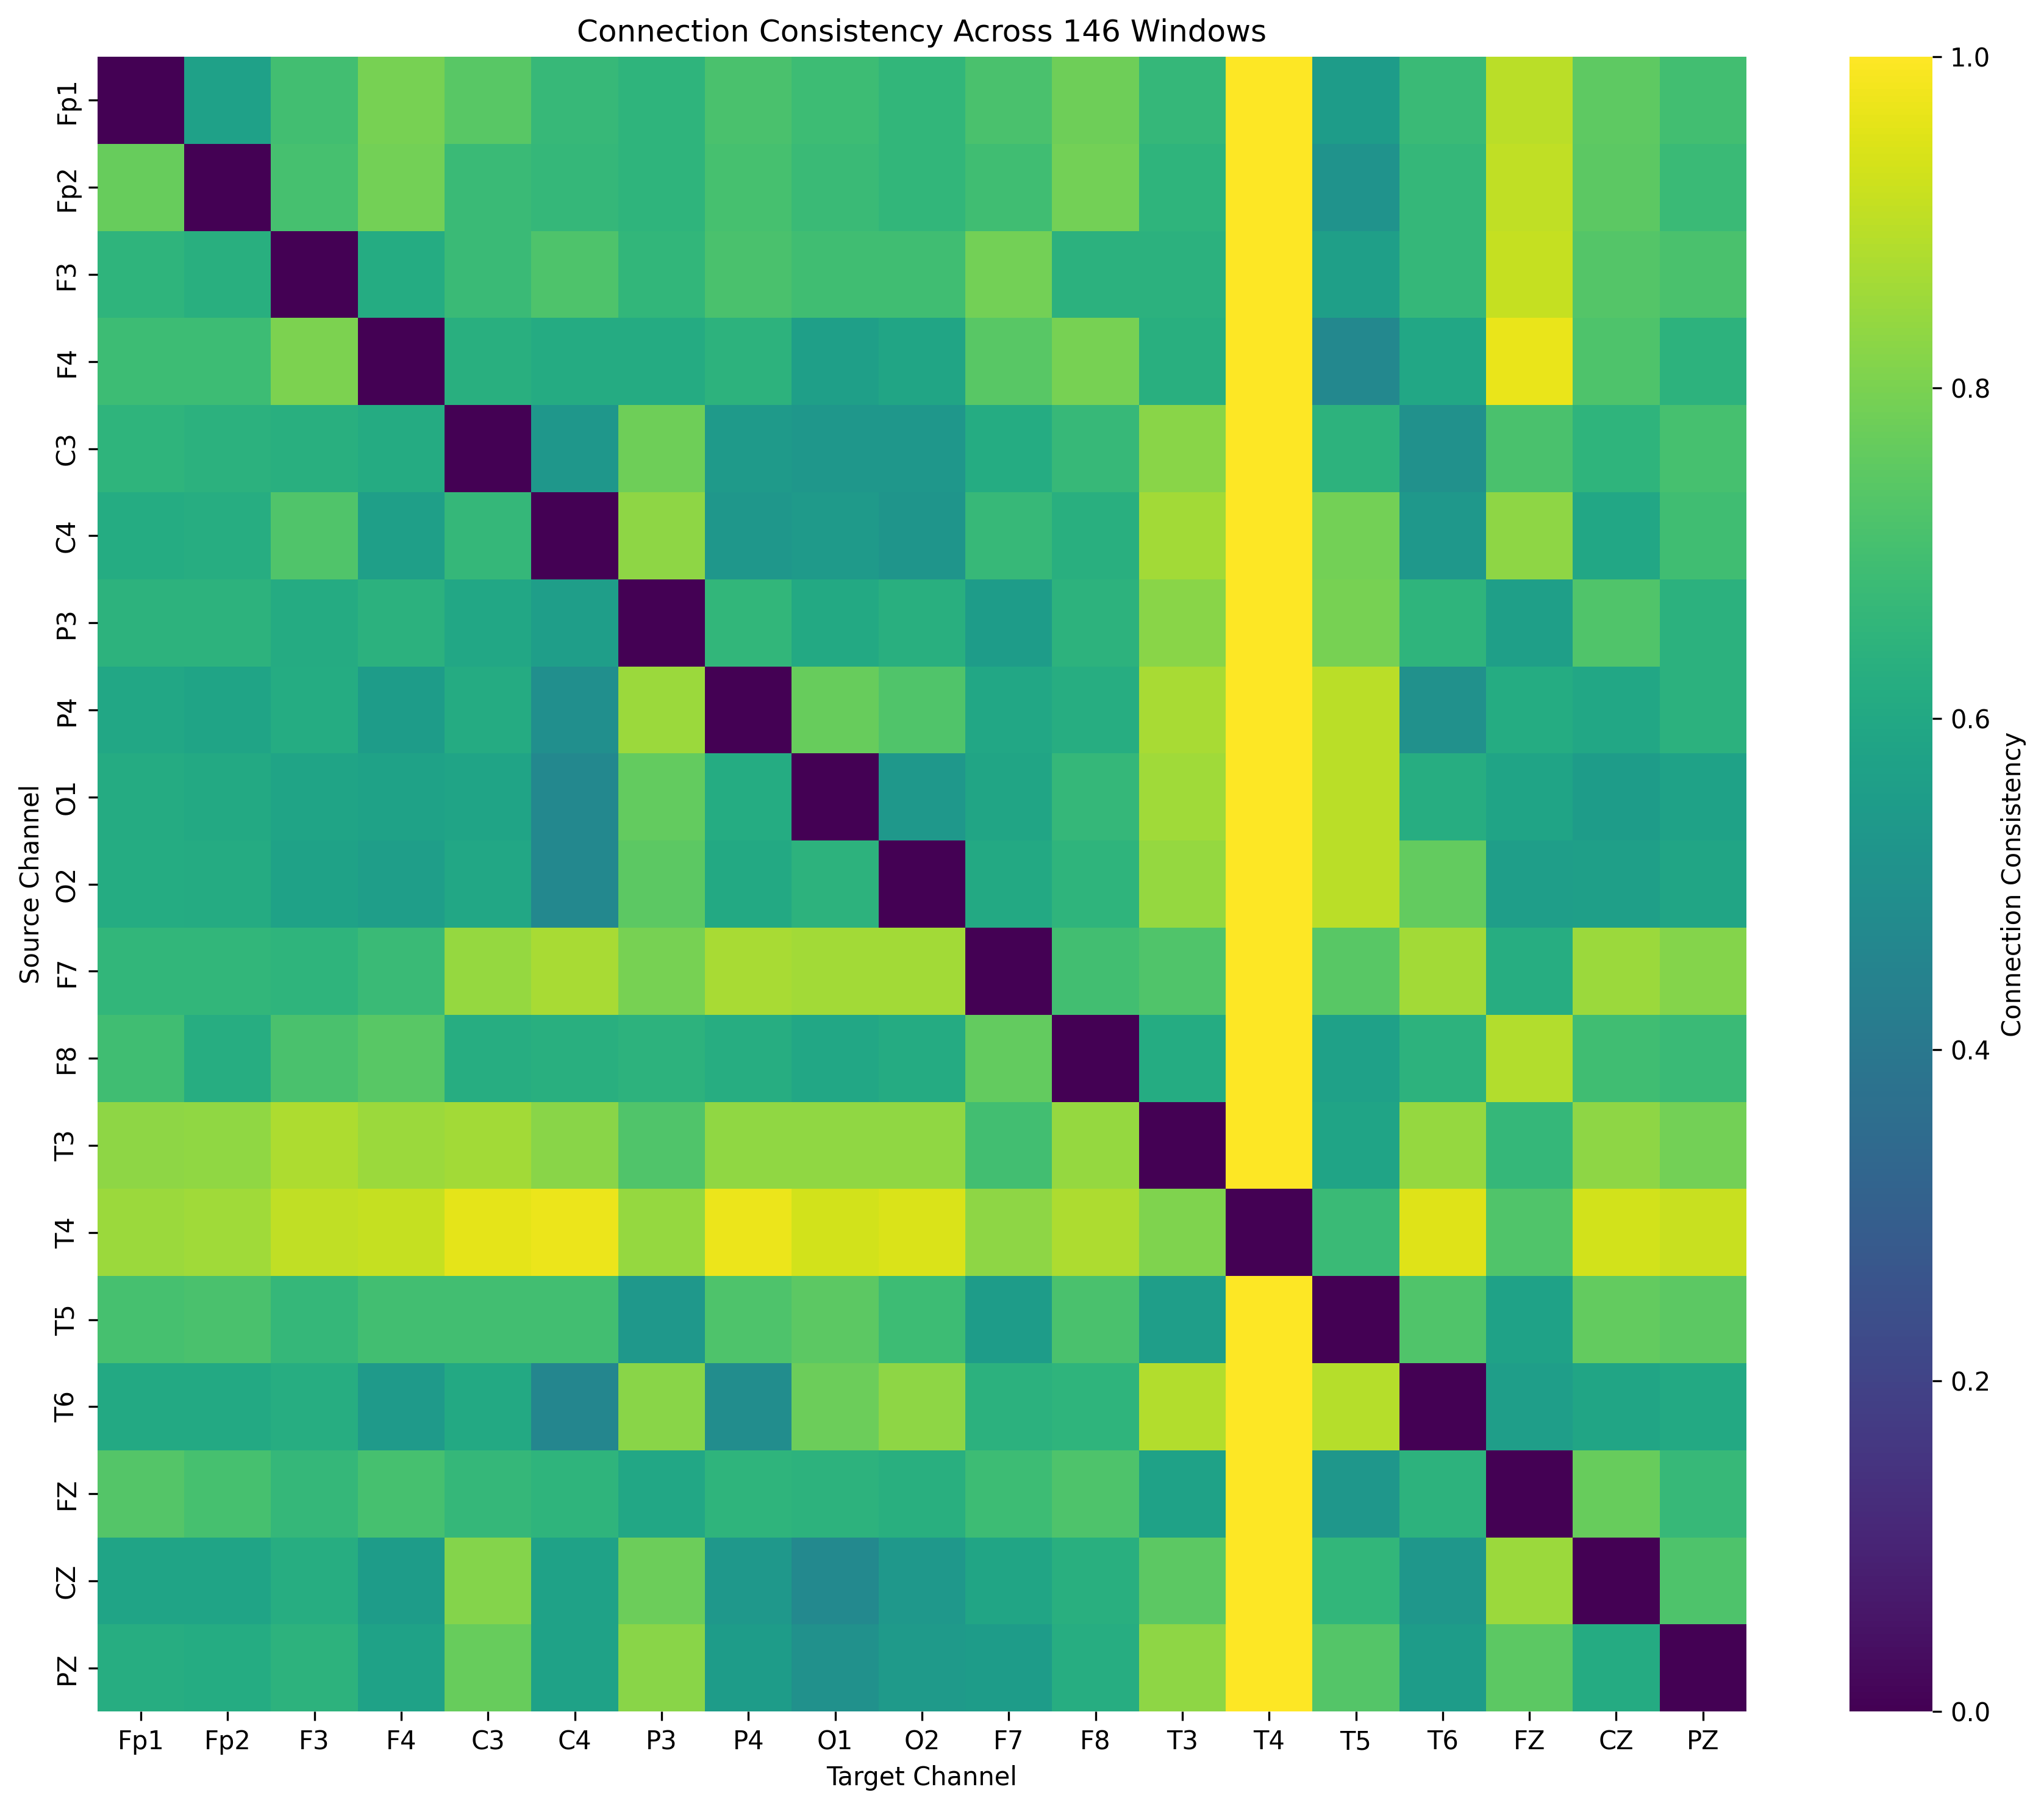 Connection Consistency Across 146 Windows
Source Channel
Fp1
Fp2
F3
F4
C3
C4
P3
P4
O1
O2
F7
F8
T3
T4
T5
T6
FZ
CZ
PZ
Fp1 Fp2 F3 F4 C3 C4 P3 P4 O1 O2 F7 F8 T3 T4 T5 T6 FZ CZ PZ
Target Channel
1.0
0.8
0.6
0.4
0.2
0.0
Connection Consistency